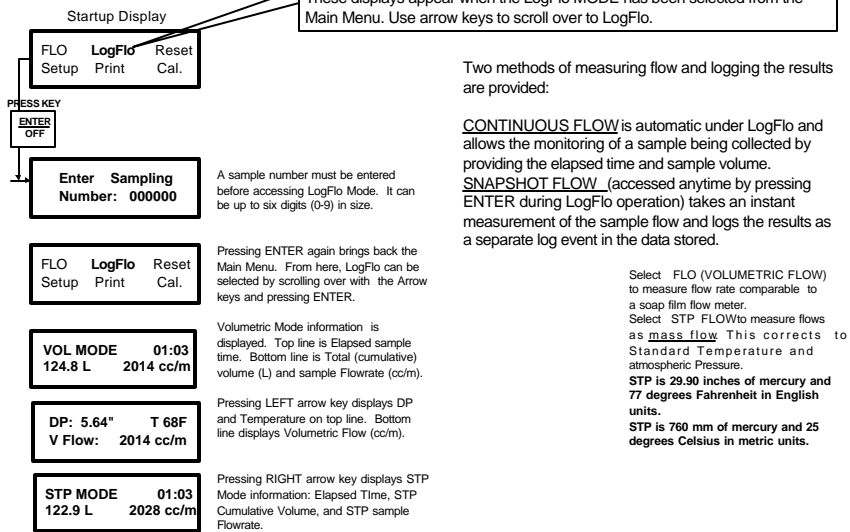 These displays appear when the LogFlo MODE has been selected from the
Main Menu. Use arrow keys to scroll over to LogFlo.
Startup Display
FLO LogFlo Reset
Setup Print Cal.
PRESS KEY
ENTER
OFF
Enter Sampling
Number: 000000
A sample number must be entered
before accessing LogFlo Mode. It can
be up to six digits (0-9) in size.
FLO LogFlo Reset
Setup Print Cal.
Pressing ENTER again brings back the
Main Menu. From here, LogFlo can be
selected by scrolling over with the Arrow
keys and pressing ENTER.
VOL MODE 01:03
124.8 L 2014 cc/m
Volumetric Mode information is
displayed. Top line is Elapsed sample
time. Bottom line is Total (cumulative)
volume (L) and sample Flowrate (cc/m).
DP: 5.64" T 68F
V Flow: 2014 cc/m
Pressing LEFT arrow key displays DP
and Temperature on top line. Bottom
line displays Volumetric Flow (cc/m).
STP MODE 01:03
122.9 L 2028 cc/m
Pressing RIGHT arrow key displays STP
Mode information: Elapsed TIme, STP
Cumulative Volume, and STP sample
Flowrate.
Two methods of measuring flow and logging the results
are provided:
CONTINUOUS FLOW is automatic under LogFlo and
allows the monitoring of a sample being collected by
providing the elapsed time and sample volume.
SNAPSHOT FLOW (accessed anytime by pressing
ENTER during LogFlo operation) takes an instant
measurement of the sample flow and logs the results as
a separate log event in the data stored.
Select FLO (VOLUMETRIC FLOW)
to measure flow rate comparable to
a soap film flow meter.
Select STP FLOWto measure flows
as mass flow. This corrects to
Standard Temperature and
atmospheric Pressure.
STP is 29.90 inches of mercury and
77 degrees Fahrenheit in English
units.
STP is 760 mm of mercury and 25
degrees Celsius in metric units.